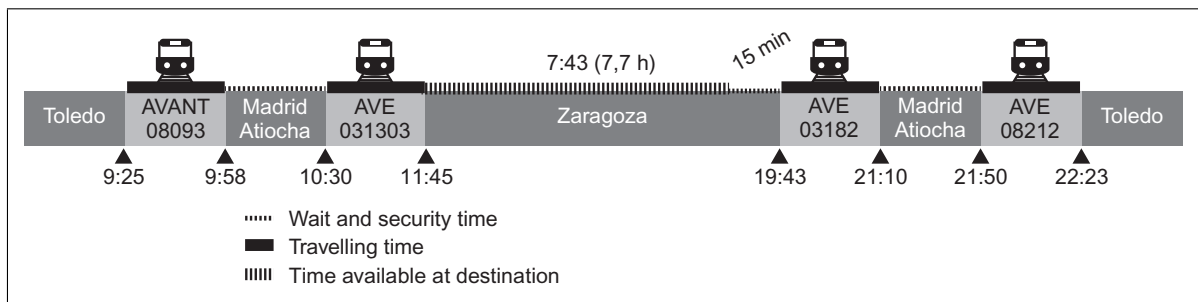 7:43 (7,7 h)
15 min
Toledo
AVANT
08093
Madrid
Atiocha
AVE
031303
Zaragoza
AVE
03182
Madrid
Atiocha
AVE
08212
Toledo
9:25
9:58
10:30
11:45
19:43
21:10
21:50
22:23
Wait and security time
Travelling time
Time available at destination